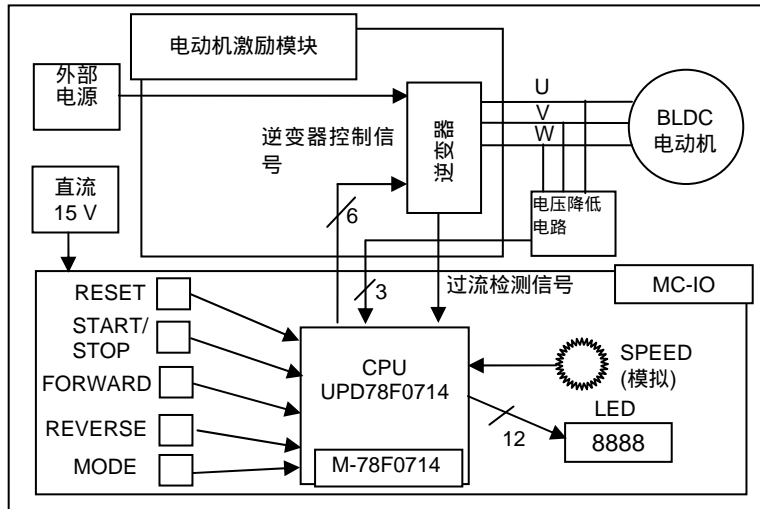 电动机激励模块
外部
电源
逆变器控制信
号
逆变器
U
V
W
BLDC
电动机
直流
15 V
6
电压降低
电路
3
过流检测信号
MC-IO
RESET
START/
STOP
FORWARD
REVERSE
MODE
CPU
UPD78F0714
M-78F0714
SPEED
(模拟)
LED
12
8888